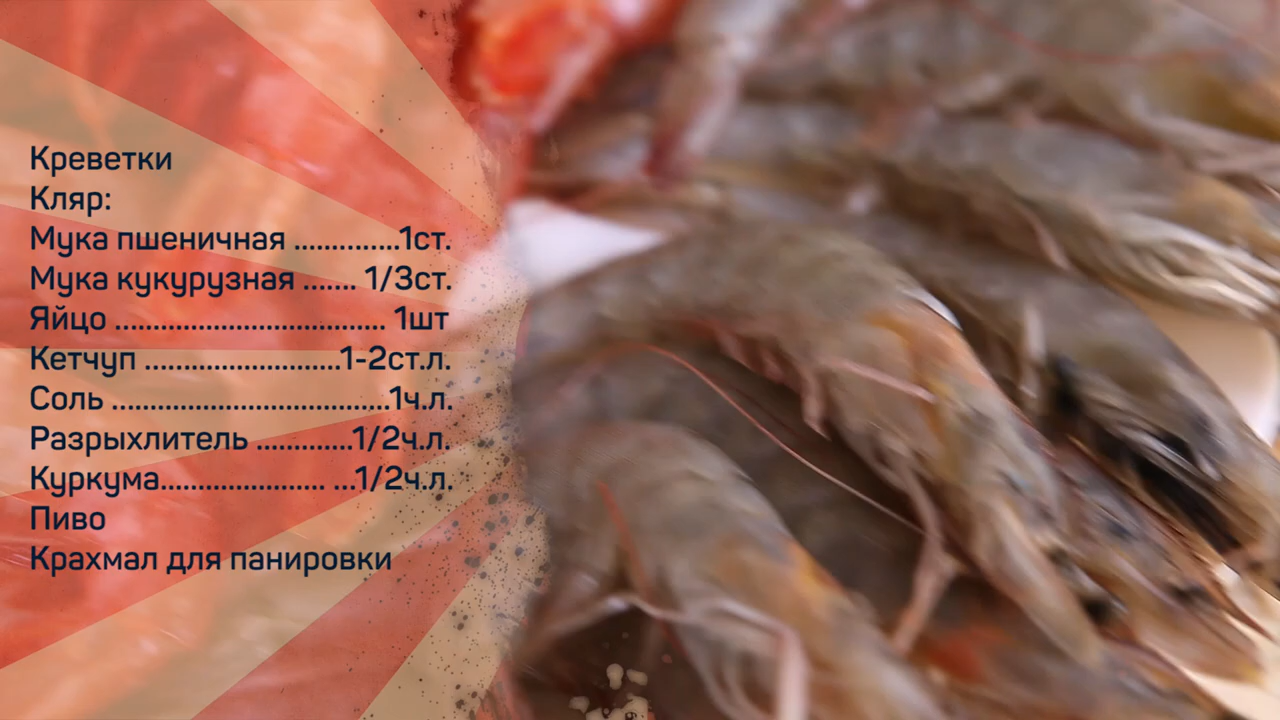 Креветки
Кляр:
Мука пшеничная ..............1ст.
Мука кукурузная ....... 1/3ст.
Яйцо .................................... 1шт
Кетчуп ..........................1-2ст.л.
Соль .....................................1ч.л.
Разрыхлитель .............1/2ч.л.
Куркума...................... ...1/2ч.л.
Пиво
Крахмал для панировки